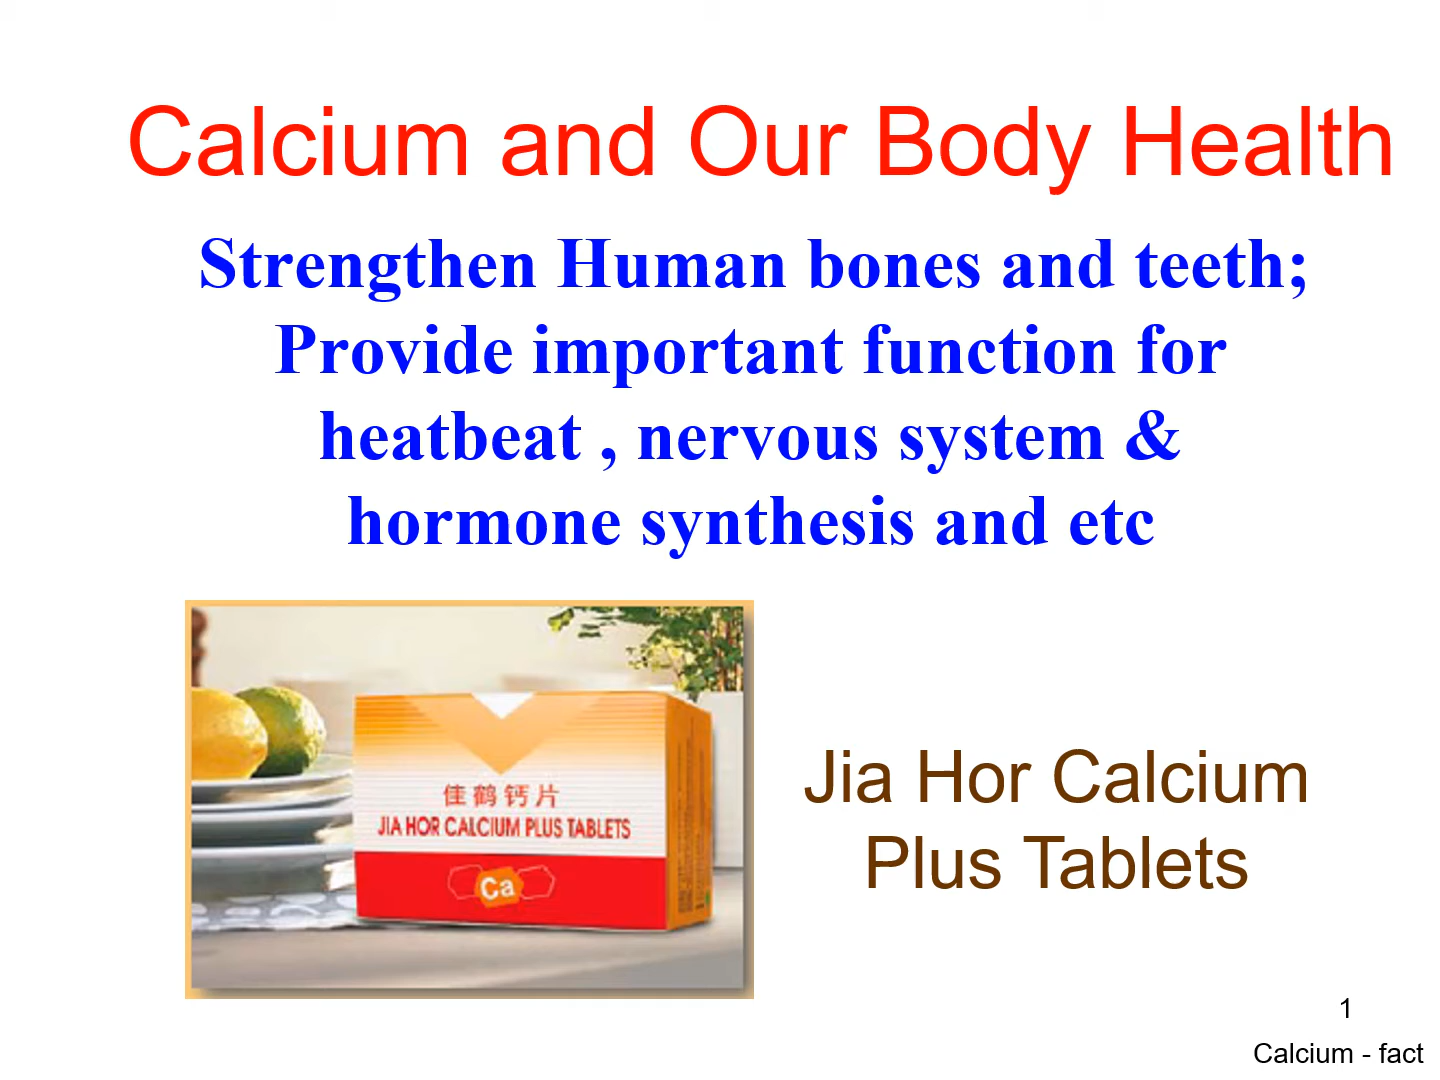 Calcium and Our Body Health
Strengthen Human bones and teeth;
Provide important function for
heatbeat , nervous system &
hormone synthesis and etc
佳鹤钙片
JIA HOR CALCIUM PLUS TABLETS
Ca
Jia Hor Calcium
Plus Tablets
1
Calcium - fact